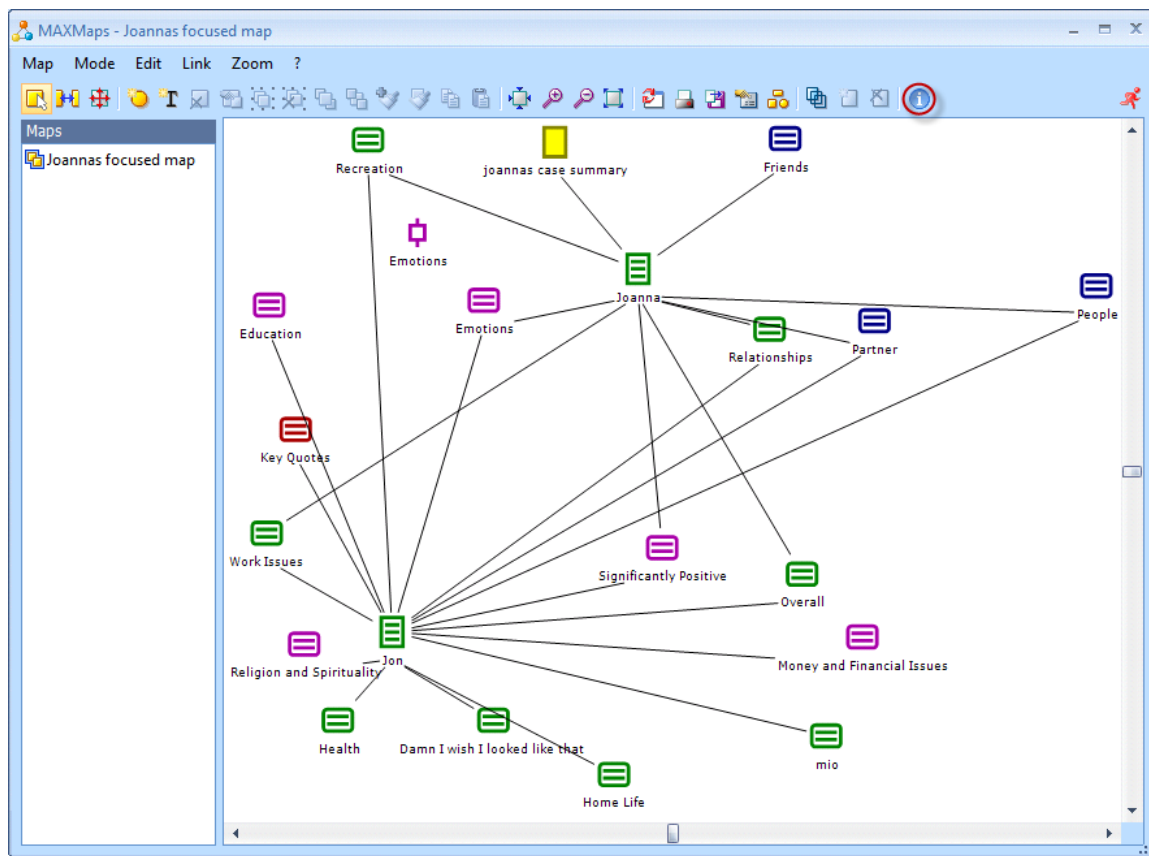 MAXMaps - Joannas focused map
Map Mode Edit Link Zoom ?
Maps
Joannas focused map
Recreation
joannas case summary
Friends
Emotions
Joanna
Education
Emotions
People
Relationships
Partner
Key Quotes
Work Issues
Significantly Positive
Overall
Jon
Religion and Spirituality
Money and Financial Issues
Health
Damn I wish I looked like that
mio
Home Life